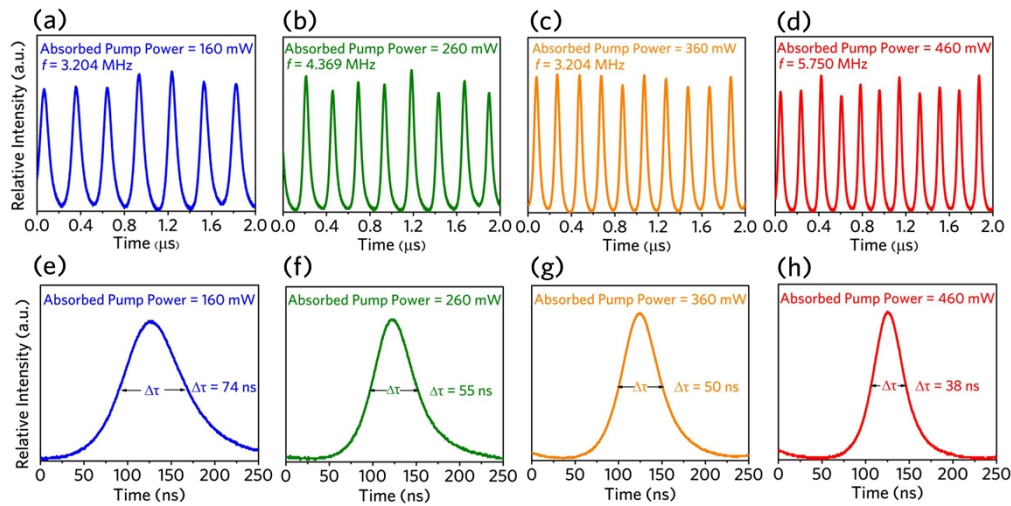 (a)
Absorbed Pump Power = 160 mW
f = 3.204 MHz
Relative Intensity (a.u.)
0.0 0.4 0.8 1.2 1.6 2.0
Time (μs)
(b)
Absorbed Pump Power = 260 mW
f = 4.369 MHz
0.0 0.4 0.8 1.2 1.6 2.0
Time (μs)
(c)
Absorbed Pump Power = 360 mW
f = 3.204 MHz
0.0 0.4 0.8 1.2 1.6 2.0
Time (μs)
(d)
Absorbed Pump Power = 460 mW
f = 5.750 MHz
0.0 0.4 0.8 1.2 1.6 2.0
Time (μs)
(e)
Absorbed Pump Power = 160 mW
Relative Intensity (a.u.)
Δτ Δτ = 74 ns
0 50 100 150 200 250
Time (ns)
(f)
Absorbed Pump Power = 260 mW
Δτ Δτ = 55 ns
0 50 100 150 200 250
Time (ns)
(g)
Absorbed Pump Power = 360 mW
Δτ Δτ = 50 ns
0 50 100 150 200 250
Time (ns)
(h)
Absorbed Pump Power = 460 mW
Δτ Δτ = 38 ns
0 50 100 150 200 250
Time (ns)